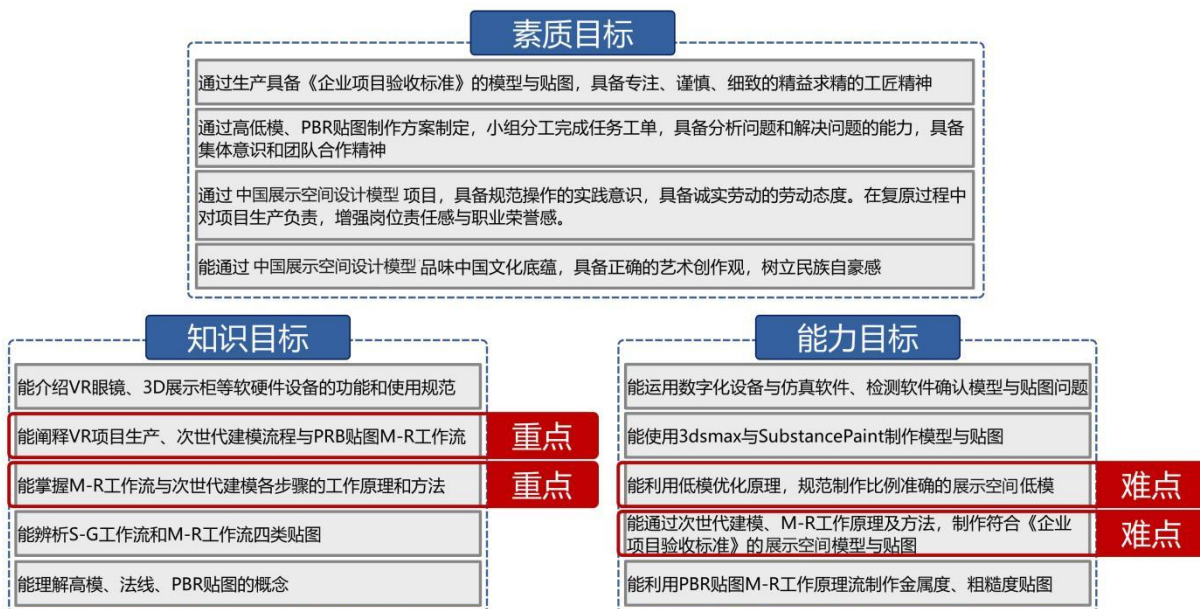 素质目标
通过生产具备《企业项目验收标准》的模型与贴图，具备专注、谨慎、细致的精益求精的工匠精神
通过高低模、PBR贴图制作方案制定，小组分工完成任务工单，具备分析问题和解决问题的能力，具备
集体意识和团队合作精神
通过 中国展示空间设计模型 项目，具备规范操作的实践意识，具备诚实劳动的劳动态度。在复原过程中
对项目生产负责，增强岗位责任感与职业荣誉感。
能通过 中国展示空间设计模型 品味中国文化底蕴，具备正确的艺术创作观，树立民族自豪感
知识目标
能介绍VR眼镜、3D展示柜等软硬件设备的功能和使用规范
能阐释VR项目生产、次世代建模流程与PRB贴图M-R工作流
重点
能掌握M-R工作流与次世代建模各步骤的工作原理和方法
重点
能辨析S-G工作流和M-R工作流四类贴图
能理解高模、法线、PBR贴图的概念
能力目标
能运用数字化设备与仿真软件、检测软件确认模型与贴图问题
能使用3dsmax与SubstancePaint制作模型与贴图
能利用低模优化原理，规范制作比例准确的展示空间低模
难点
能通过次世代建模、M-R工作原理及方法，制作符合《企业
项目验收标准》的展示空间模型与贴图
难点
能利用PBR贴图M-R工作原理流制作金属度、粗糙度贴图